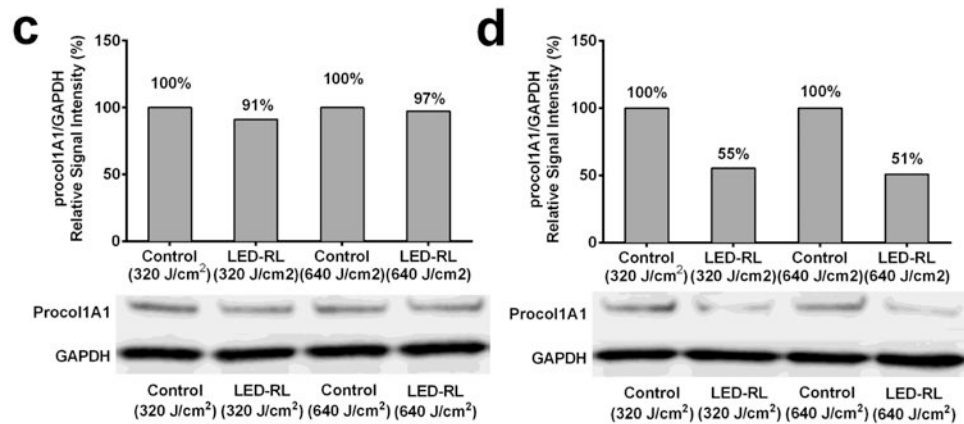 c
procol1A1/GAPDH
Relative Signal Intensity (%)
150
100
50
0
100%
91%
100%
97%
Control LED-RL Control LED-RL
(320 J/cm²) (320 J/cm2) (640 J/cm2) (640 J/cm2)
Procol1A1
GAPDH
Control LED-RL Control LED-RL
(320 J/cm²) (320 J/cm²) (640 J/cm²) (640 J/cm²)
d
procol1A1/GAPDH
Relative Signal Intensity (%)
150
100
50
0
100%
55%
100%
51%
Control LED-RL Control LED-RL
(320 J/cm²) (320 J/cm2) (640 J/cm2) (640 J/cm2)
Procol1A1
GAPDH
Control LED-RL Control LED-RL
(320 J/cm²) (320 J/cm²) (640 J/cm²) (640 J/cm²)